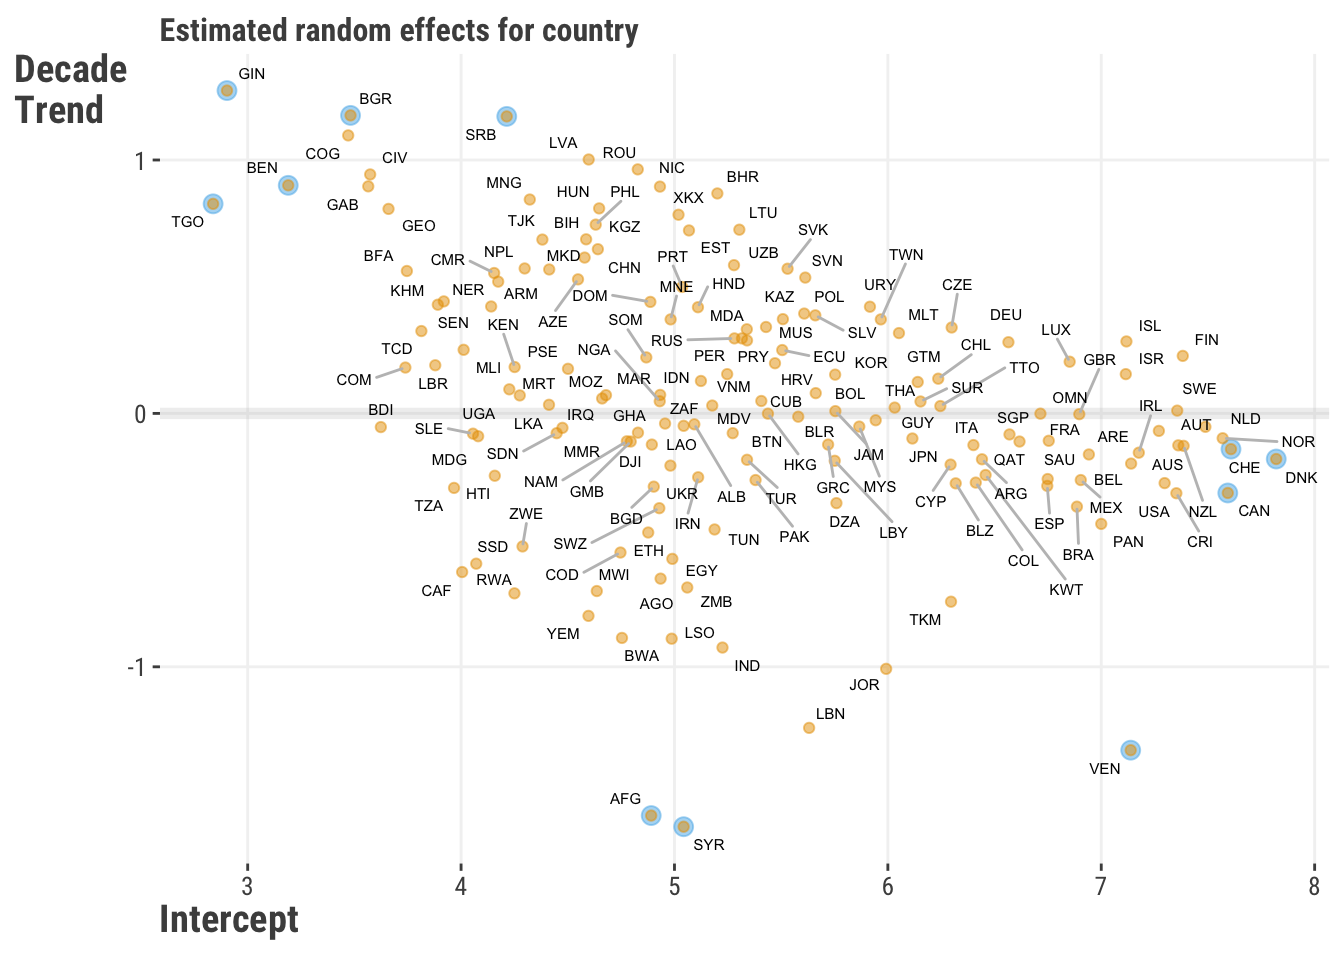 Estimated random effects for country
Decade
Trend
GIN
BGR
SRB
COG
CIV
LVA
ROU
BEN
NIC
MNG
HUN
PHL
XKX
BHR
TGO
GAB
GEO
TJK
BIH
KGZ
LTU
BFA
CMR
NPL
MKD
CHN
EST
PRT
UZB
SVK
SVN
TWN
KHM
NER
ARM
DOM
MNE
HND
KAZ
POL
URY
CZE
SEN
KEN
AZE
SOM
MDA
MUS
SLV
MLT
DEU
LUX
ISL
FIN
TCD
PSE
NGA
RUS
PER
PRY
ECU
KOR
GTM
CHL
GBR
ISR
COM
LBR
MLI
MRT
MOZ
MAR
IDN
VNM
HRV
BOL
THA
SUR
TTO
OMN
SWE
BDI
UGA
SLE
LKA
IRQ
GHA
ZAF
MDV
CUB
BLR
GUY
ITA
SGP
FRA
ARE
IRL
AUT
NLD
NOR
MDG
SDN
MMR
DJI
LAO
BTN
HKG
JAM
JPN
QAT
SAU
AUS
CHE
DNK
TZA
HTI
NAM
GMB
UKR
ALB
TUR
GRC
MYS
CYP
ARG
BEL
MEX
USA
NZL
CAN
ZWE
BGD
IRN
PAK
DZA
LBY
BLZ
ESP
PAN
CRI
SSD
SWZ
ETH
TUN
COL
BRA
CAF
RWA
COD
MWI
EGY
KWT
AGO
ZMB
TKM
YEM
BWA
LSO
IND
JOR
LBN
VEN
AFG
SYR
1
0
-1
3
4
5
6
7
8
Intercept